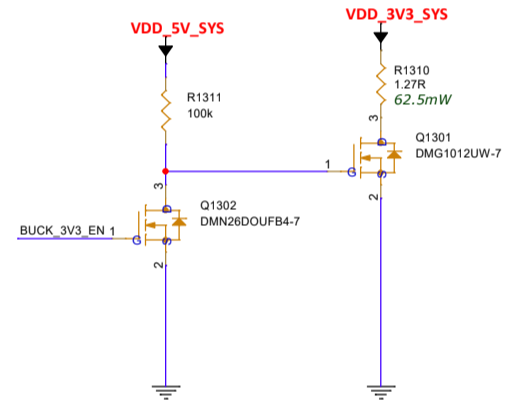 VDD_5V_SYS
VDD_3V3_SYS
R1311
100k
R1310
1.27R
62.5mW
3
D
G
S
1
2
Q1301
DMG1012UW-7
3
D
G
S
2
Q1302
DMN26DOUFB4-7
BUCK_3V3_EN 1